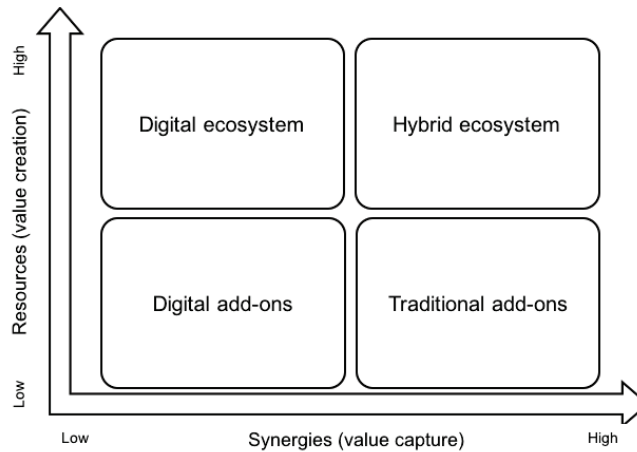 High
Digital ecosystem
Hybrid ecosystem
Resources (value creation)
Digital add-ons
Traditional add-ons
Low
Low
Synergies (value capture)
High